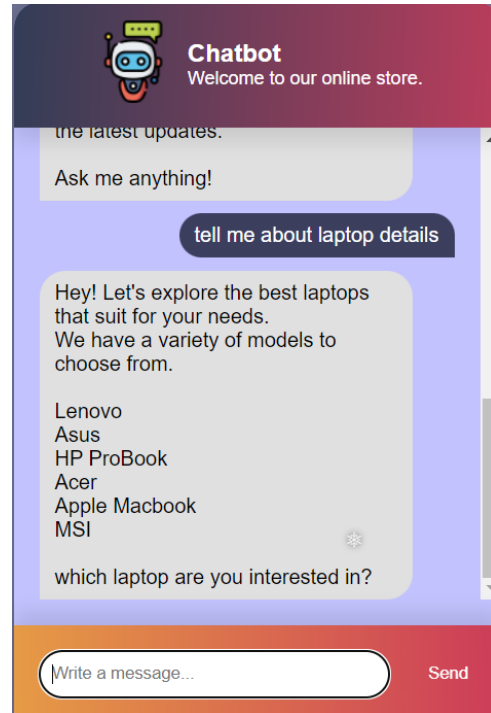 Chatbot
Welcome to our online store.
the latest updates.
Ask me anything!
tell me about laptop details
Hey! Let's explore the best laptops
that suit for your needs.
We have a variety of models to
choose from.
Lenovo
Asus
HP ProBook
Acer
Apple Macbook
MSI
which laptop are you interested in?
Write a message...
Send